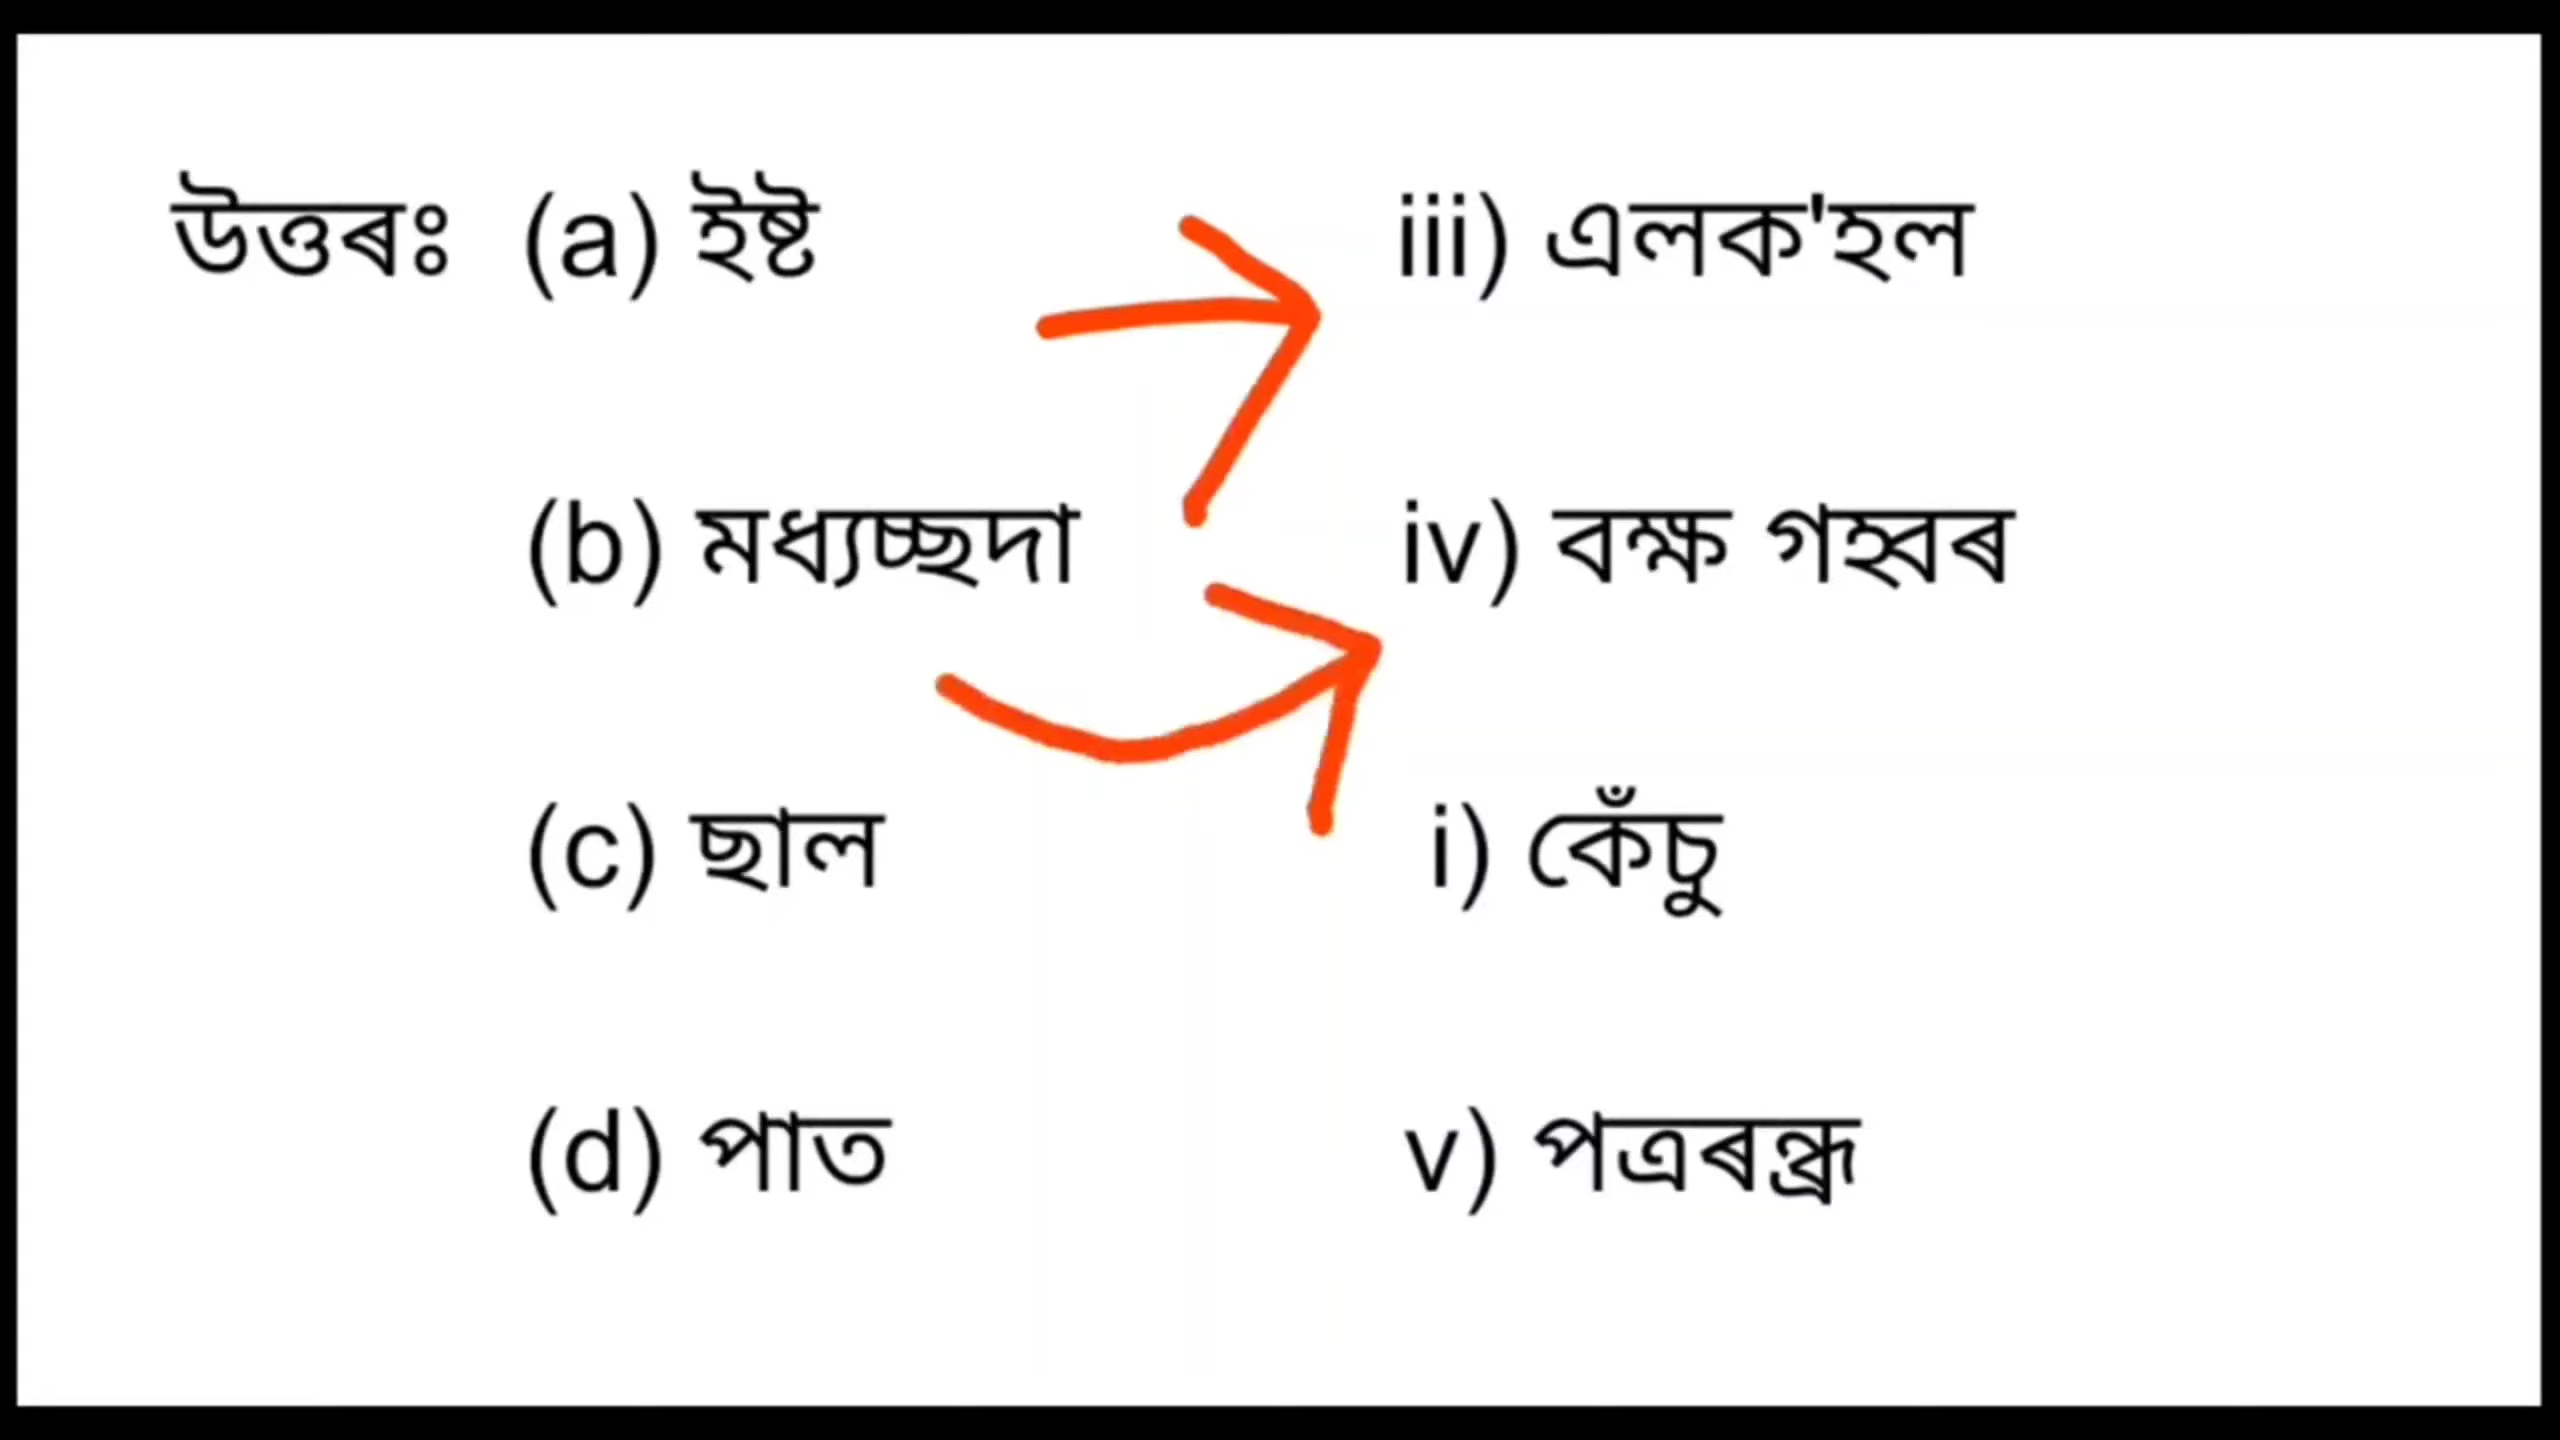 উত্তৰঃ (a) ইষ্ট iii) এলক'হল
(b) মধ্যচ্ছদা iv) বক্ষ গহ্বৰ
(c) ছাল i) কেঁচু
(d) পাত v) পত্ৰৰন্ধ্ৰ